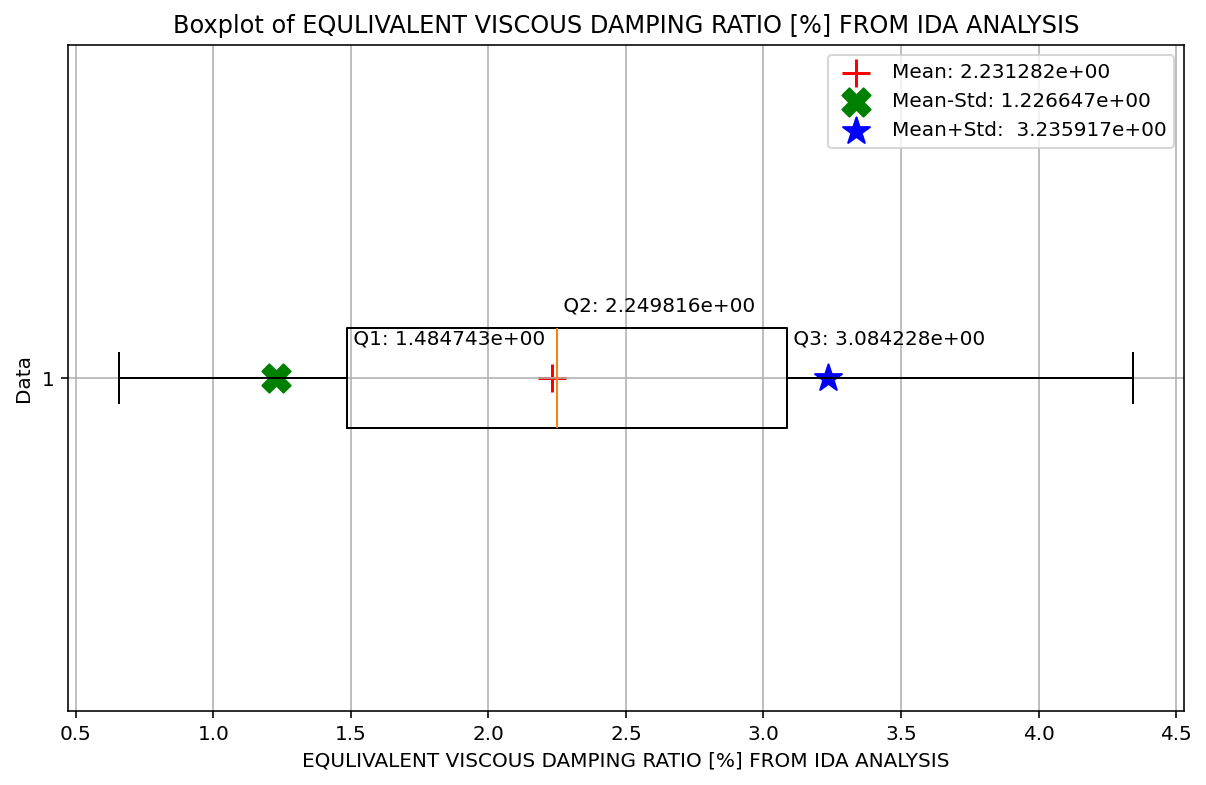 Boxplot of EQULIVALENT VISCOUS DAMPING RATIO [%] FROM IDA ANALYSIS
Mean: 2.231282e+00
Mean-Std: 1.226647e+00
Mean+Std:  3.235917e+00
Q2: 2.249816e+00
Q1: 1.484743e+00
Q3: 3.084228e+00
Data
1
0.5 1.0 1.5 2.0 2.5 3.0 3.5 4.0 4.5
EQULIVALENT VISCOUS DAMPING RATIO [%] FROM IDA ANALYSIS